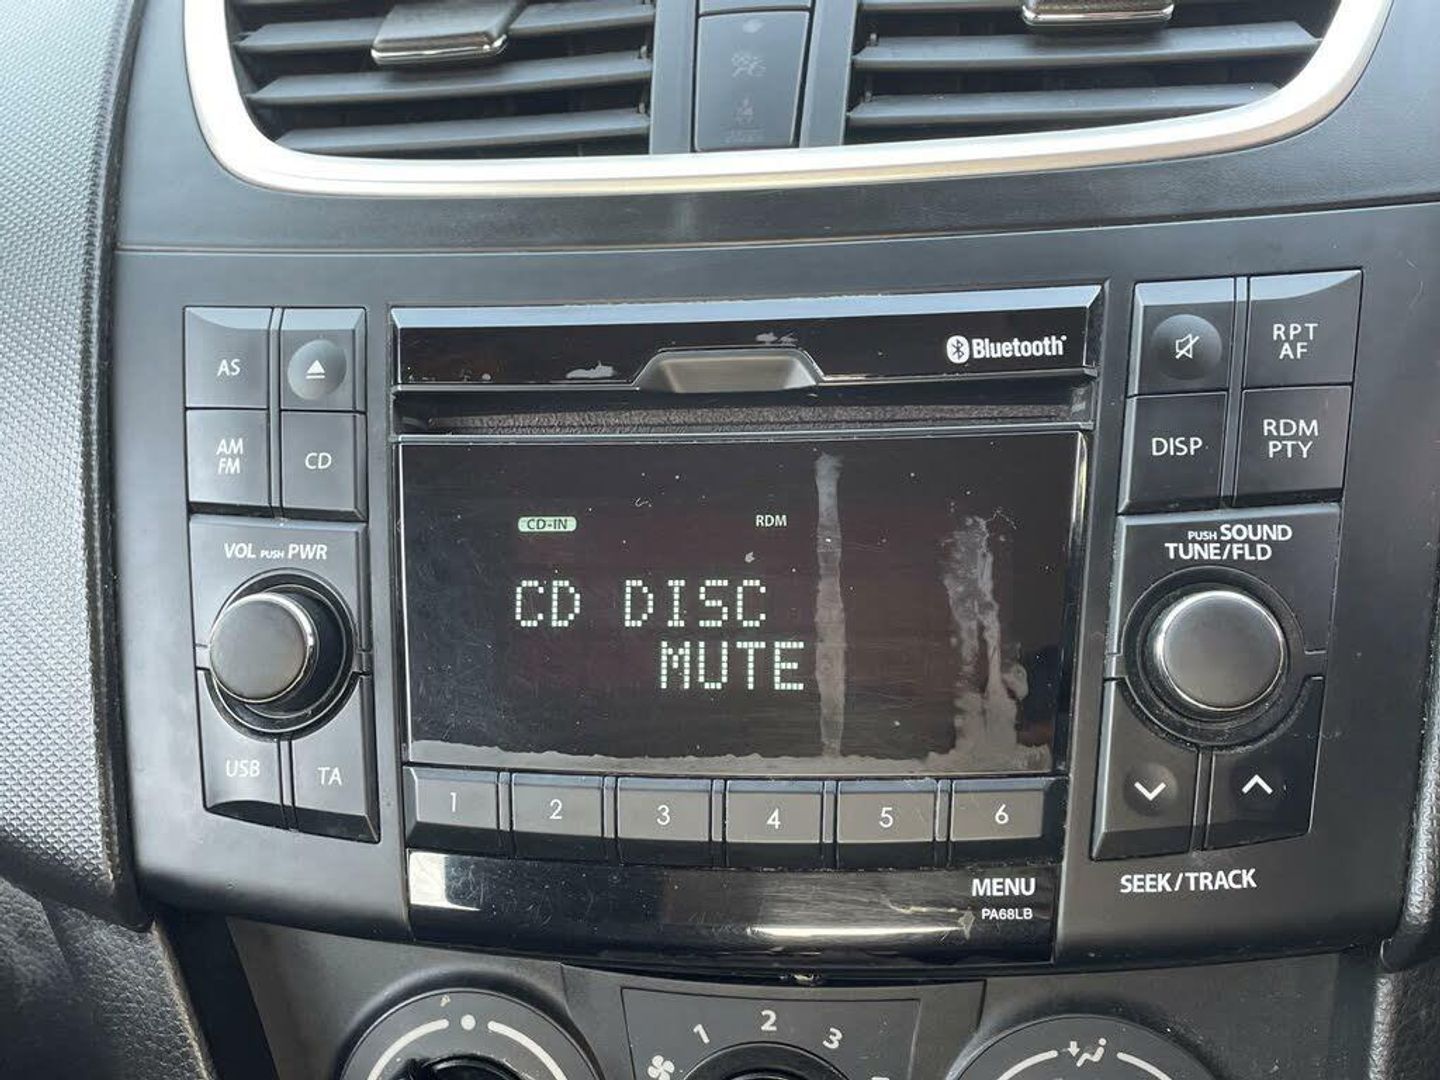 Bluetooth
AS
AM
FM
CD
VOL PUSH PWR
USB
TA
CD-IN
RDM
CD DISC
MUTE
1
2
3
4
5
6
MENU
PA68LB
RPT
AF
DISP
RDM
PTY
PUSH SOUND
TUNE/FLD
SEEK/TRACK
P
1
2
3